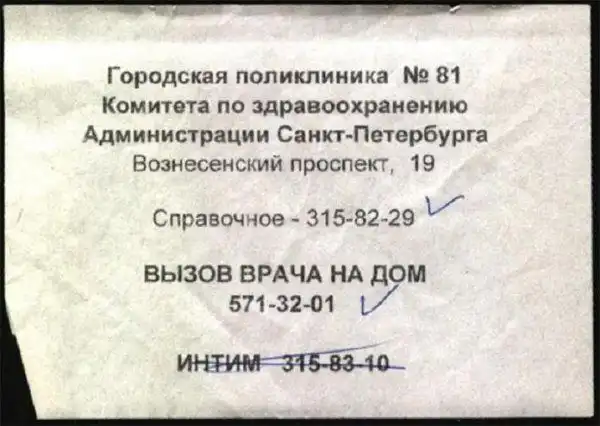 Городская поликлиника № 81
Комитета по здравоохранению
Администрации Санкт-Петербурга
Вознесенский проспект, 19
Справочное - 315-82-29
ВЫЗОВ ВРАЧА НА ДОМ
571-32-01
ИНТИМ 315-83-10